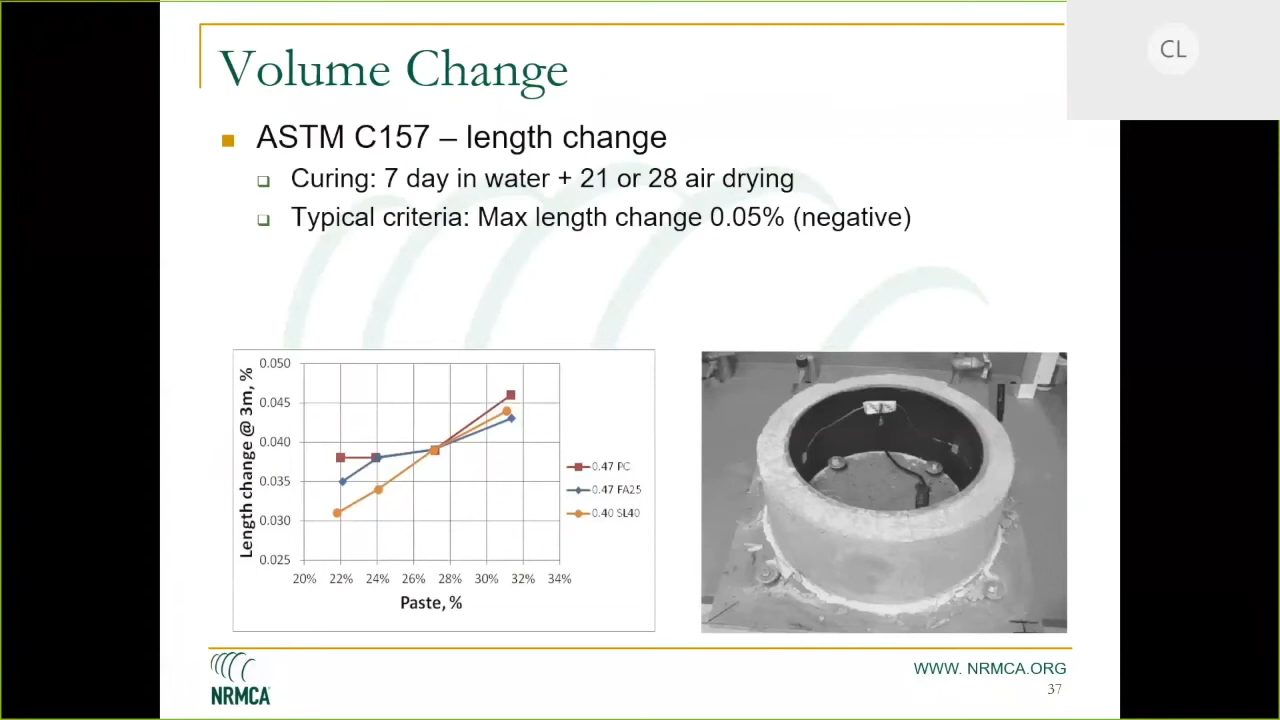 CL
Volume Change
ASTM C157 – length change
Curing: 7 day in water + 21 or 28 air drying
Typical criteria: Max length change 0.05% (negative)
Length change @ 3m, %
0.050
0.045
0.040
0.035
0.030
0.025
20% 22% 24% 26% 28% 30% 32% 34%
Paste, %
0.47 PC
0.47 FA25
0.40 SL40
NRMCA
WWW. NRMCA.ORG
37